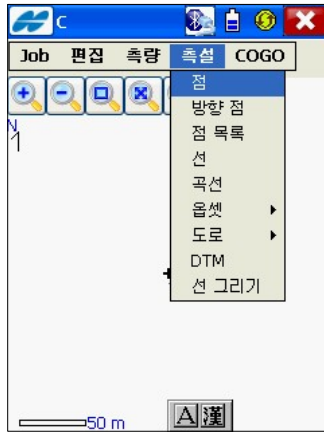 C
Job 편집 측량 측설 COGO
점
방향 점
점 목록
선
곡선
옵셋
도로
DTM
선 그리기
N
50 m
A 漢